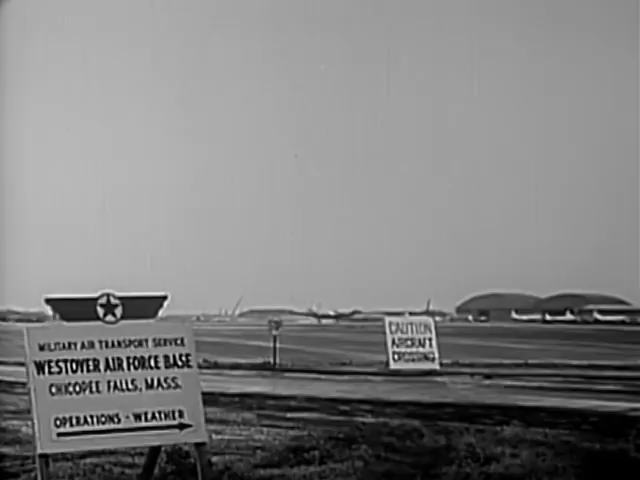 MILITARY AIR TRANSPORT SERVICE
WESTOVER AIR FORCE BASE
CHICOPEE FALLS, MASS.
OPERATIONS - WEATHER
CAUTION
AIRCRAFT
CROSSING